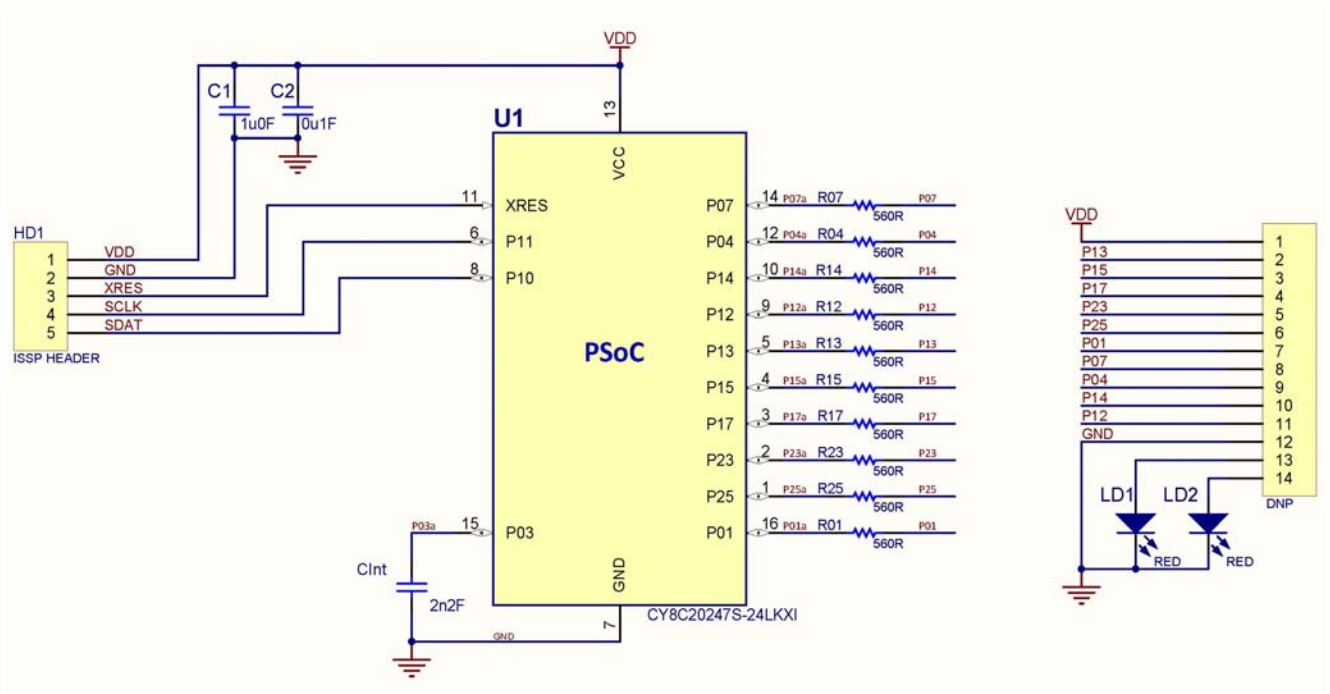 VDD
C1
C2
1u0F
0u1F
13
U1
VCC
11
XRES
6
P11
8
P10
HD1
1
VDD
2
GND
3
XRES
4
SCLK
5
SDAT
ISSP HEADER
PSoC
P07 14 P07a R07 P07
560R
P04 12 P04a R04 P04
560R
P14 10 P14a R14 P14
560R
P12 9 P12a R12 P12
560R
P13 5 P13a R13 P13
560R
P15 4 P15a R15 P15
560R
P17 3 P17a R17 P17
560R
P23 2 P23a R23 P23
560R
P25 1 P25a R25 P25
560R
P01 16 P01a R01 P01
560R
P03a 15 P03
CInt
2n2F
GND
GND
7
CY8C20247S-24LKXI
VDD
1
P13 2
P15 3
P17 4
P23 5
P25 6
P01 7
P07 8
P04 9
P14 10
P12 11
GND 12
13
14
DNP
LD1
LD2
RED
RED